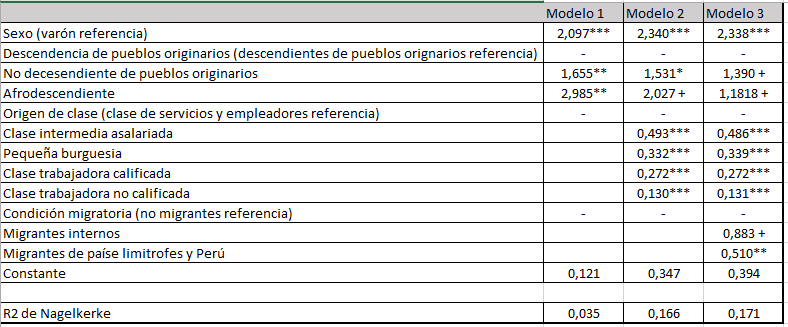 Modelo 1 Modelo 2 Modelo 3
Sexo (varón referencia) 2,097*** 2,340*** 2,338***
Descendencia de pueblos originarios (descendientes de pueblos orignarios referencia) - - -
No decesendiente de pueblos originarios 1,655** 1,531* 1,390 +
Afrodescendiente 2,985** 2,027 + 1,1818 +
Origen de clase (clase de servicios y empleadores referencia) - - -
Clase intermedia asalariada 0,493*** 0,486***
Pequeña burguesia 0,332*** 0,339***
Clase trabajadora calificada 0,272*** 0,272***
Clase trabajadora no calificada 0,130*** 0,131***
Condición migratoria (no migrantes referencia) - - -
Migrantes internos 0,883 +
Migrantes de paíse limitrofes y Perú 0,510**
Constante 0,121 0,347 0,394
R2 de Nagelkerke 0,035 0,166 0,171